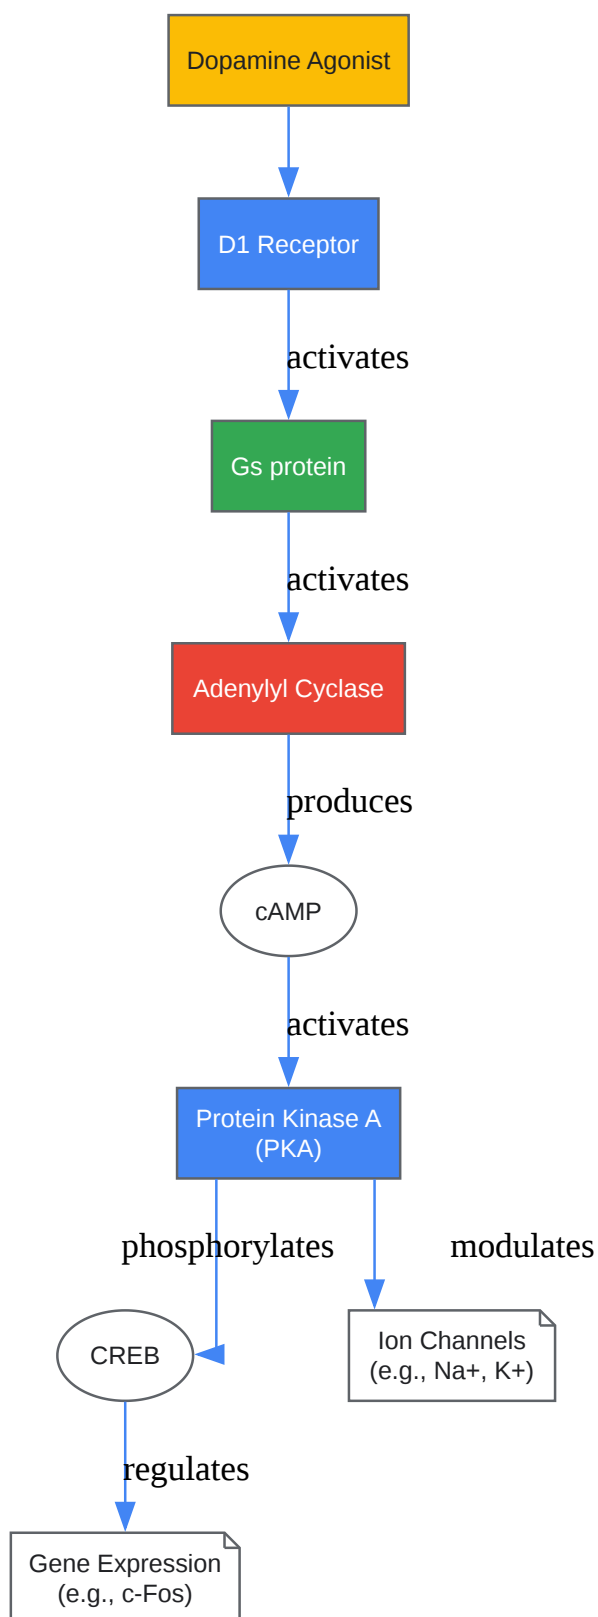 Dopamine Agonist
D1 Receptor
activates
Gs protein
activates
Adenylyl Cyclase
produces
cAMP
activates
Protein Kinase A
(PKA)
phosphorylates
modulates
CREB
Ion Channels
(e.g., Na+, K+)
regulates
Gene Expression
(e.g., c-Fos)